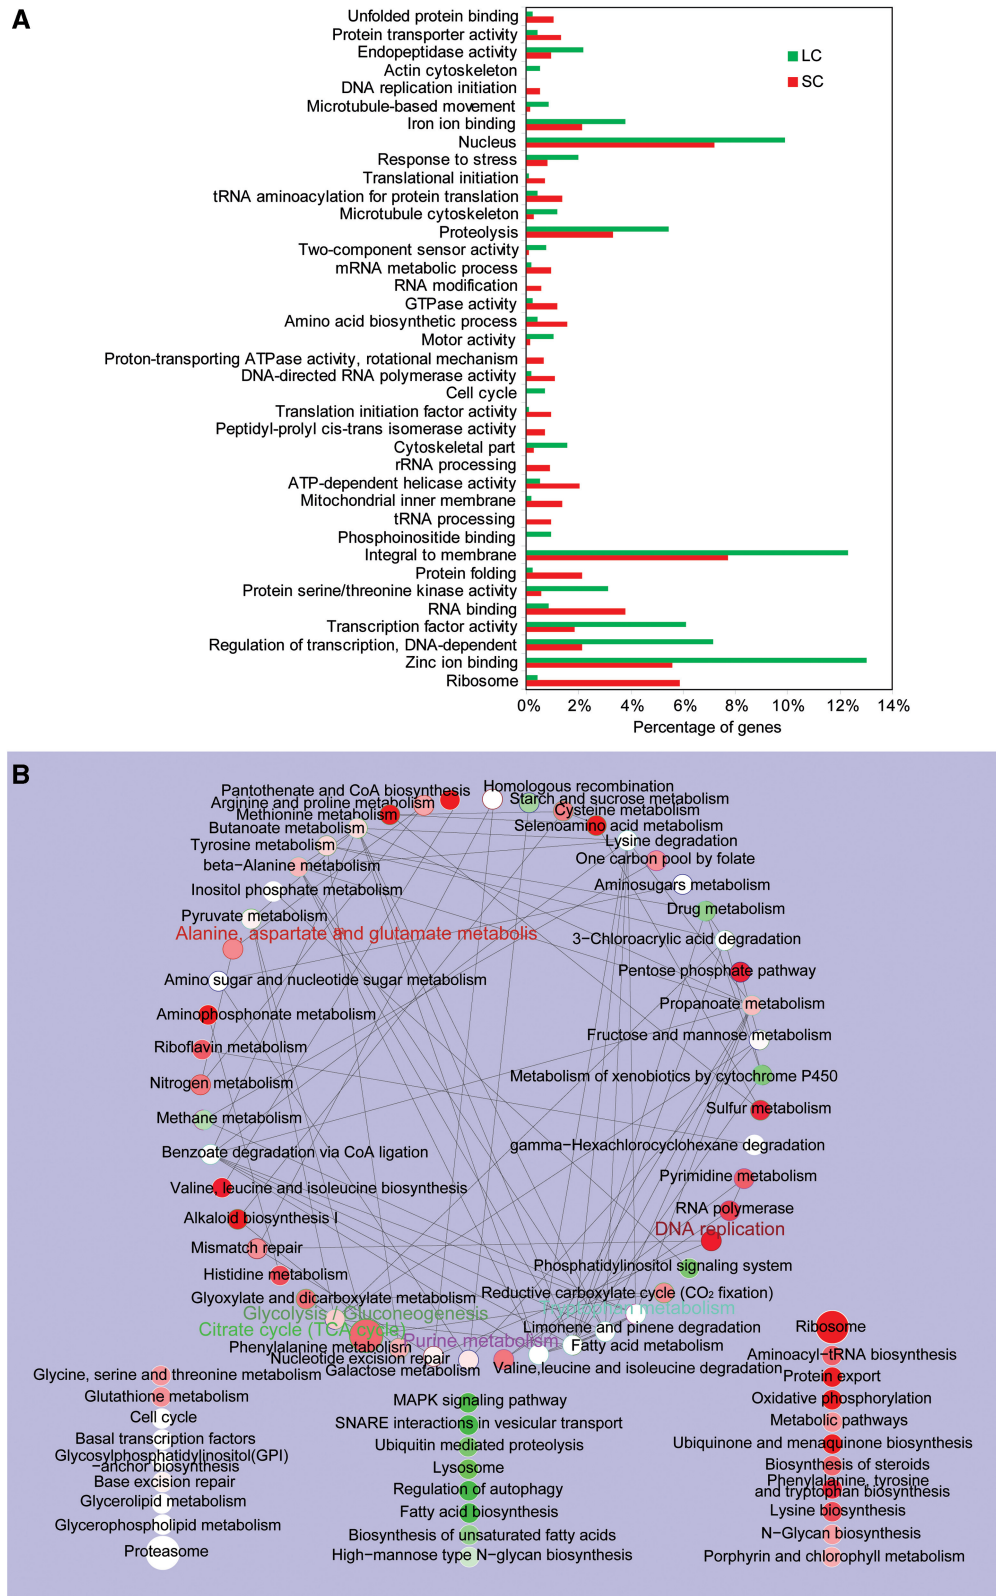 A
Unfolded protein binding
Protein transporter activity
Endopeptidase activity
Actin cytoskeleton
DNA replication initiation
Microtubule-based movement
Iron ion binding
Nucleus
Response to stress
Translational initiation
tRNA aminoacylation for protein translation
Microtubule cytoskeleton
Proteolysis
Two-component sensor activity
mRNA metabolic process
RNA modification
GTPase activity
Amino acid biosynthetic process
Motor activity
Proton-transporting ATPase activity, rotational mechanism
DNA-directed RNA polymerase activity
Cell cycle
Translation initiation factor activity
Peptidyl-prolyl cis-trans isomerase activity
Cytoskeletal part
rRNA processing
ATP-dependent helicase activity
Mitochondrial inner membrane
tRNA processing
Phosphoinositide binding
Integral to membrane
Protein folding
Protein serine/threonine kinase activity
RNA binding
Transcription factor activity
Regulation of transcription, DNA-dependent
Zinc ion binding
Ribosome
LC
SC
0% 2% 4% 6% 8% 10% 12% 14%
Percentage of genes
B
Pantothenate and CoA biosynthesis
Arginine and proline metabolism
Methionine metabolism
Butanoate metabolism
Tyrosine metabolism
beta−Alanine metabolism
Inositol phosphate metabolism
Pyruvate metabolism
Alanine, aspartate and glutamate metabolis
Amino sugar and nucleotide sugar metabolism
Aminophosphonate metabolism
Riboflavin metabolism
Nitrogen metabolism
Methane metabolism
Benzoate degradation via CoA ligation
Valine, leucine and isoleucine biosynthesis
Alkaloid biosynthesis I
Mismatch repair
Histidine metabolism
Glyoxylate and dicarboxylate metabolism
Glycolysis / Gluconeogenesis
Citrate cycle (TCA cycle)
Phenylalanine metabolism
Nucleotide excision repair
Galactose metabolism
Homologous recombination
Starch and sucrose metabolism
Cysteine metabolism
Selenoamino acid metabolism
Lysine degradation
One carbon pool by folate
Aminosugars metabolism
Drug metabolism
3−Chloroacrylic acid degradation
Pentose phosphate pathway
Propanoate metabolism
Fructose and mannose metabolism
Metabolism of xenobiotics by cytochrome P450
Sulfur metabolism
gamma−Hexachlorocyclohexane degradation
Pyrimidine metabolism
RNA polymerase
DNA replication
Phosphatidylinositol signaling system
Reductive carboxylate cycle (CO2 fixation)
metabolism
Limonene and pinene degradation
Purine metabolism
Fatty acid metabolism
Valine,leucine and isoleucine degradation
Glycine, serine and threonine metabolism
Glutathione metabolism
Cell cycle
Basal transcription factors
Glycosylphosphatidylinositol(GPI)
−anchor biosynthesis
Base excision repair
Glycerolipid metabolism
Glycerophospholipid metabolism
Proteasome
MAPK signaling pathway
SNARE interactions in vesicular transport
Ubiquitin mediated proteolysis
Lysosome
Regulation of autophagy
Fatty acid biosynthesis
Biosynthesis of unsaturated fatty acids
High−mannose type N−glycan biosynthesis
Ribosome
Aminoacyl−tRNA biosynthesis
Protein export
Oxidative phosphorylation
Metabolic pathways
Ubiquinone and menaquinone biosynthesis
Biosynthesis of steroids
Phenylalanine, tyrosine
and tryptophan biosynthesis
Lysine biosynthesis
N−Glycan biosynthesis
Porphyrin and chlorophyll metabolism